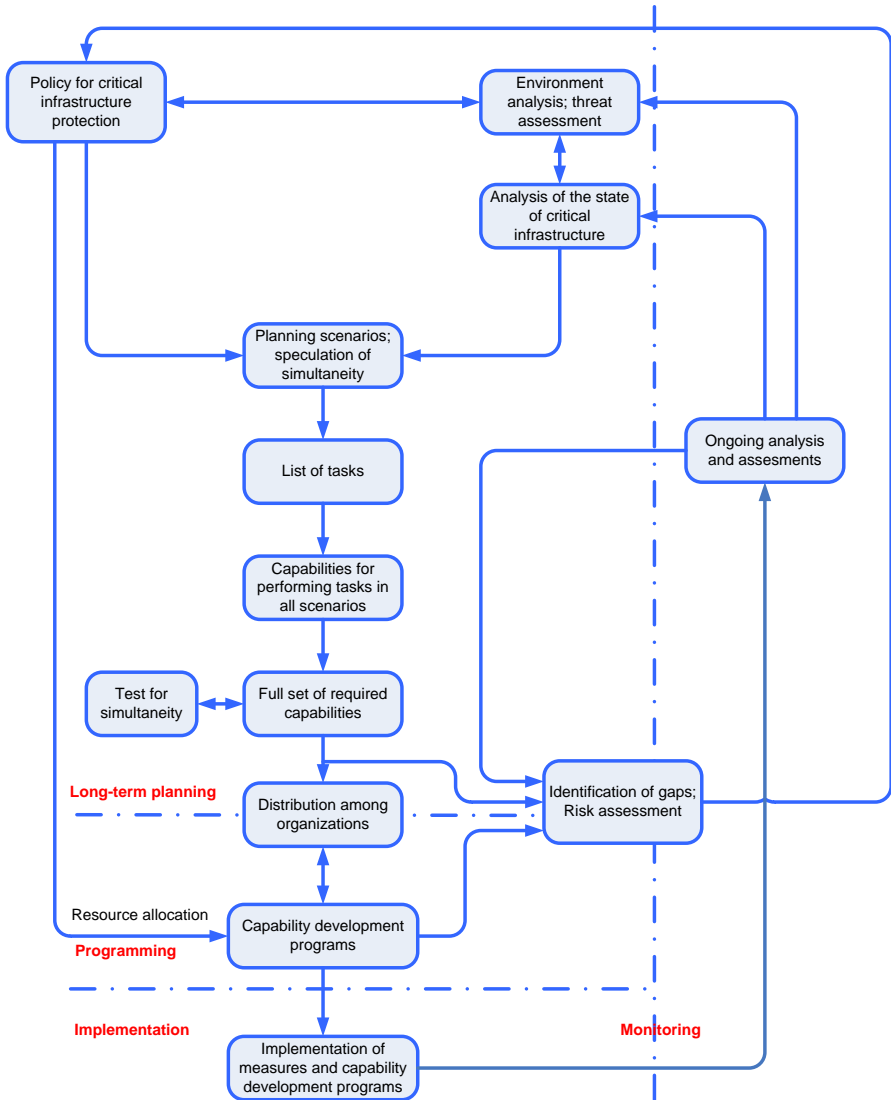 Policy for critical
infrastructure
protection
Environment
analysis; threat
assessment
Analysis of the state
of critical
infrastructure
Planning scenarios;
speculation of
simultaneity
List of tasks
Ongoing analysis
and assesments
Capabilities for
performing tasks in
all scenarios
Test for
simultaneity
Full set of required
capabilities
Long-term planning
Distribution among
organizations
Identification of gaps;
Risk assessment
Resource allocation
Programming
Capability development
programs
Implementation
Monitoring
Implementation of
measures and capability
development programs